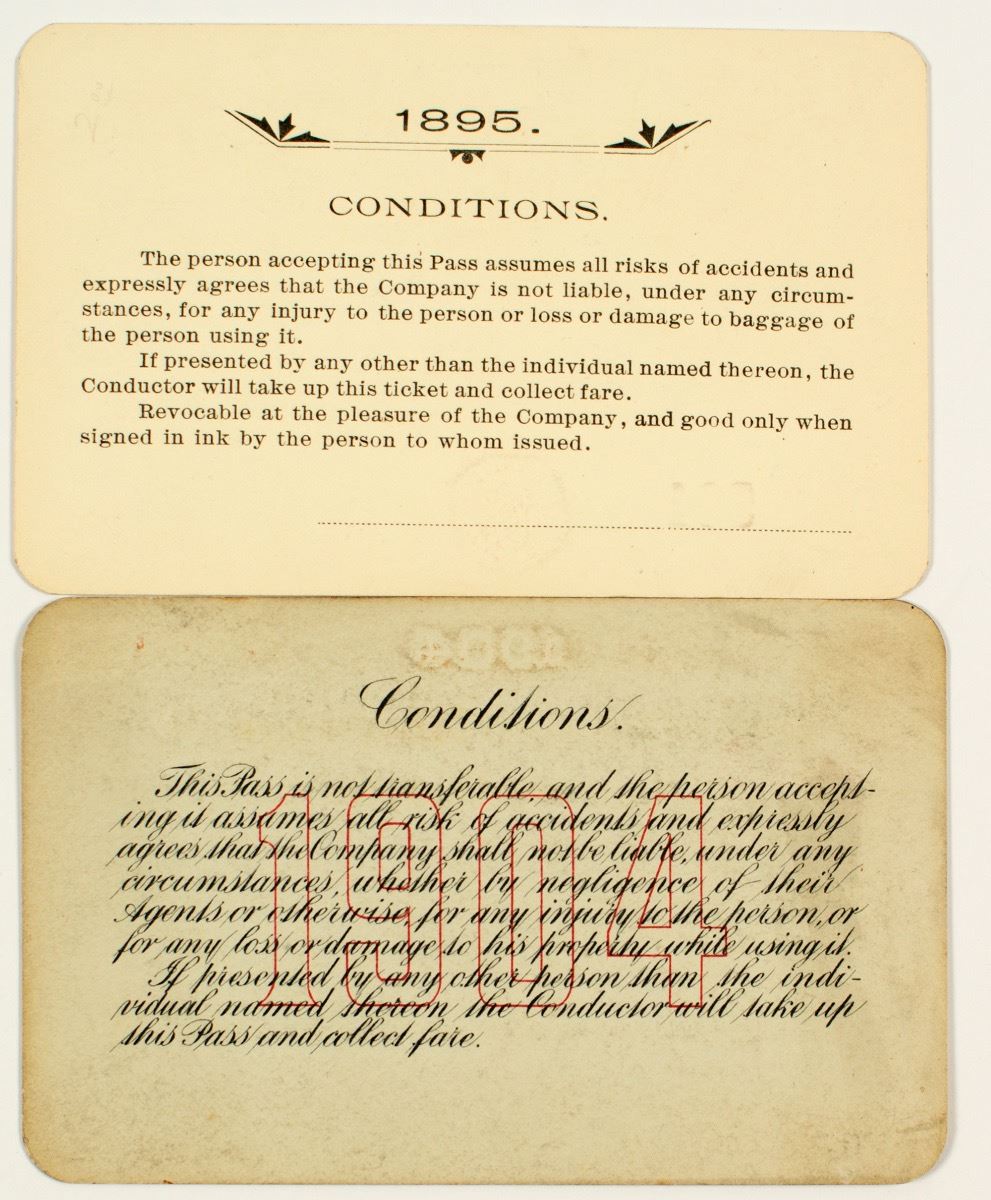 1895.
CONDITIONS.
The person accepting this Pass assumes all risks of accidents and
expressly agrees that the Company is not liable, under any circum-
stances, for any injury to the person or loss or damage to baggage of
the person using it.
If presented by any other than the individual named thereon, the
Conductor will take up this ticket and collect fare.
Revocable at the pleasure of the Company, and good only when
signed in ink by the person to whom issued.
1904
Conditions.
This Pass is not transferable, and the person accept-
ing it assumes all risk of accidents and expressly
agrees that the Company shall not be liable, under any
circumstances, whether by negligence of their
Agents or otherwise, for any injury to the person, or
for any loss or damage to his property while using it.
If presented by any other person than the indi-
vidual named thereon the Conductor will take up
this Pass and collect fare.
1904